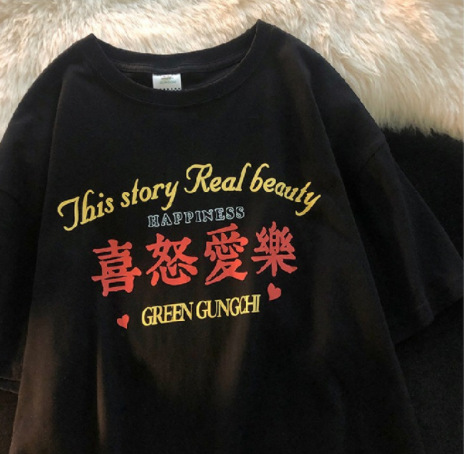 This story Real beauty
HAPPINESS
喜怒愛樂
GREEN GUNGCHI